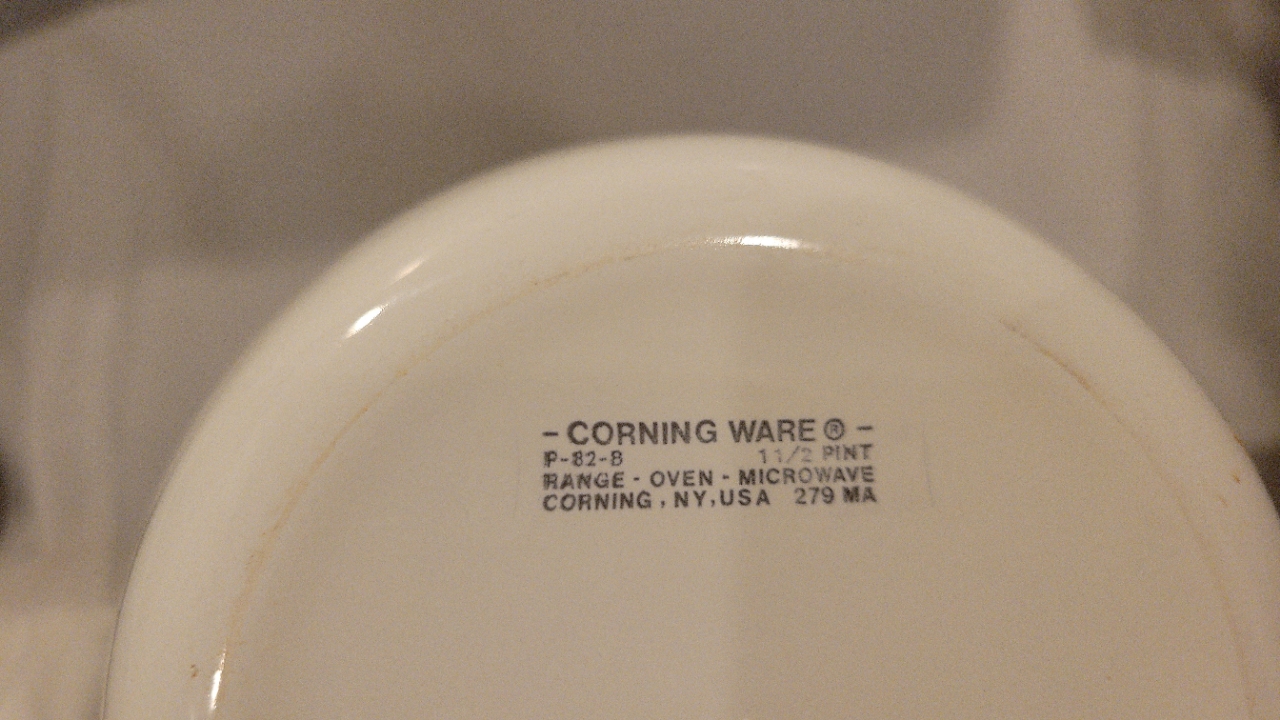 - CORNING WARE ® -
P-82-B 1 1/2 PINT
RANGE - OVEN - MICROWAVE
CORNING, NY, USA 279 MA